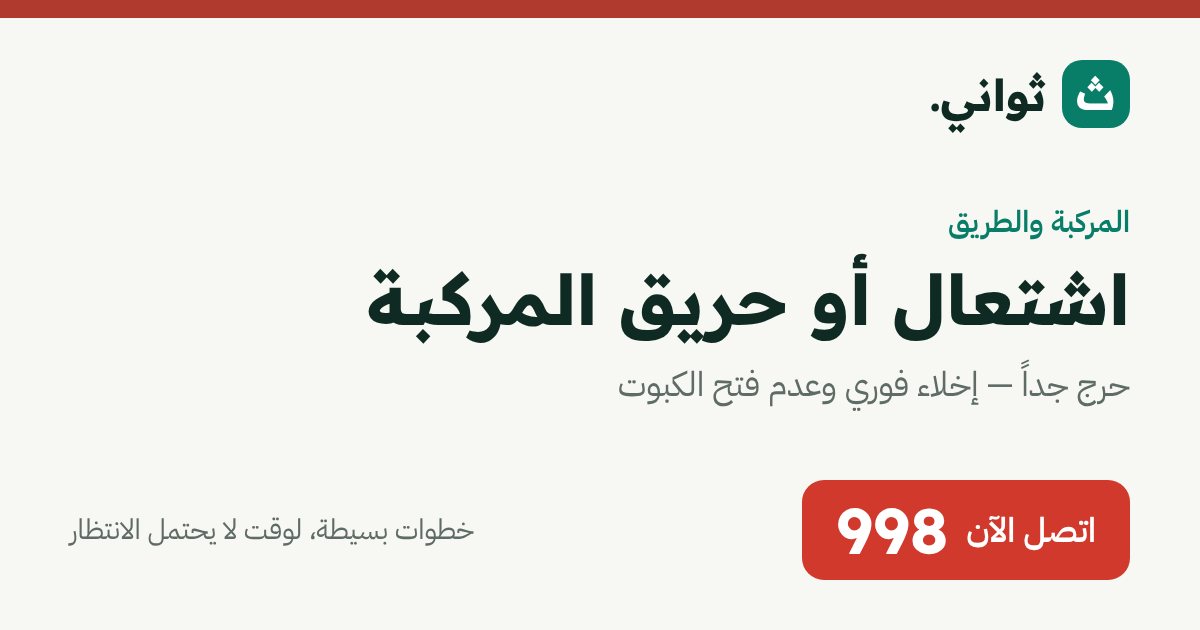 ث ثواني.
المركبة والطريق
اشتعال أو حريق المركبة
حرج جداً — إخلاء فوري وعدم فتح الكبوت
اتصل الآن 998
خطوات بسيطة، لوقت لا يحتمل الانتظار